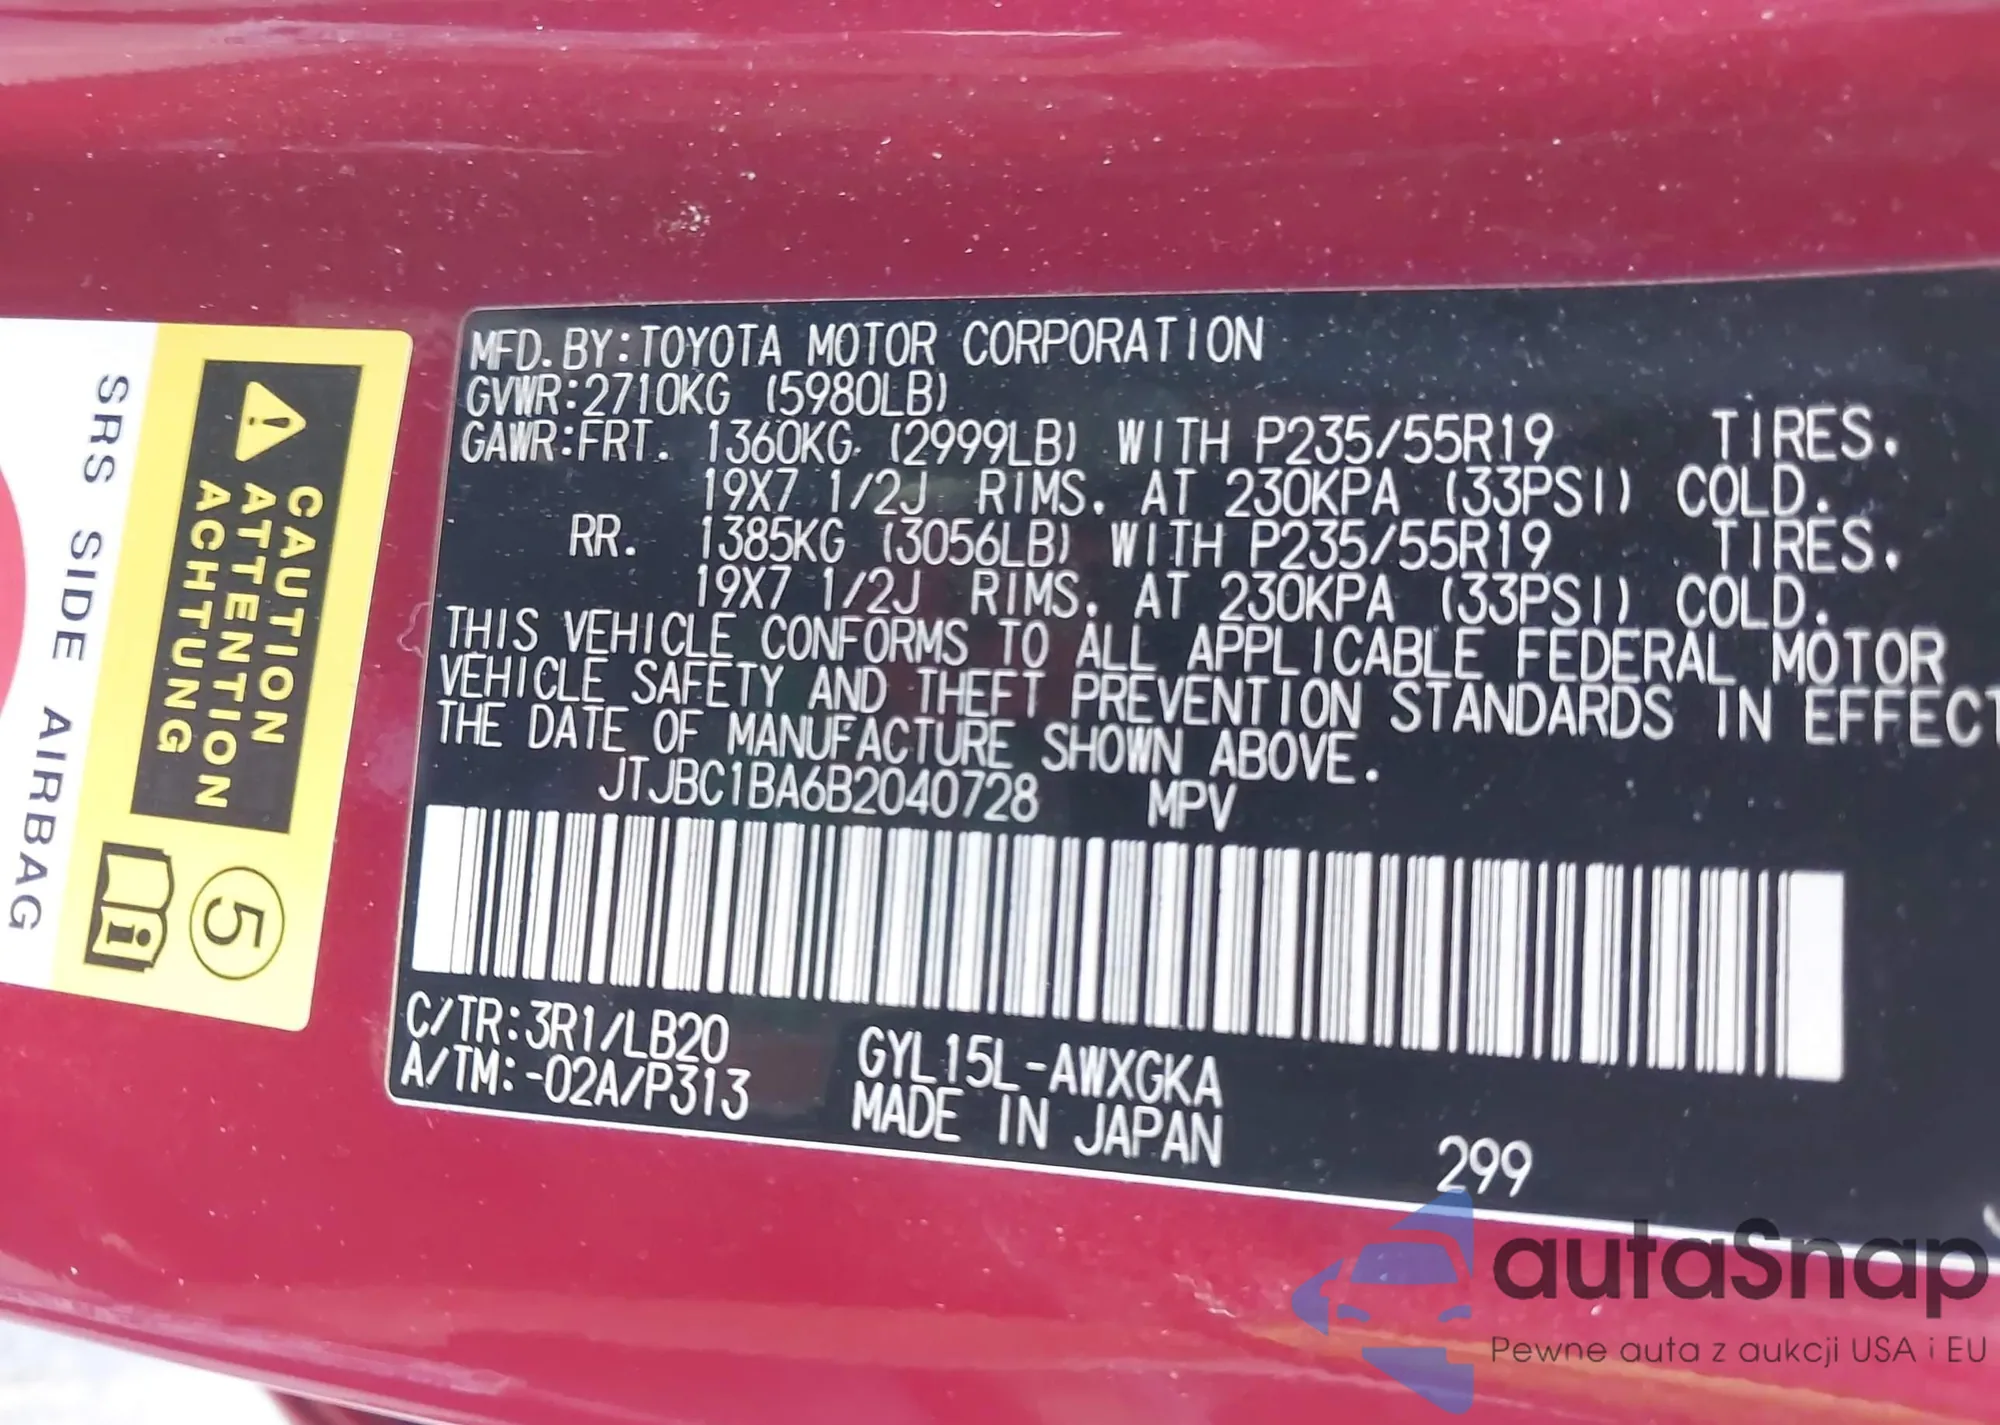 SRS SIDE AIRBAG
CAUTION
ATTENTION
ACHTUNG
5
i
MFD. BY: TOYOTA MOTOR CORPORATION
GVWR: 2710KG (5980LB)
GAWR: FRT. 1360KG (2999LB) WITH P235/55R19 TIRES.
19X7 1/2J RIMS. AT 230KPA (33PSI) COLD.
RR. 1385KG (3056LB) WITH P235/55R19 TIRES.
19X7 1/2J RIMS. AT 230KPA (33PSI) COLD.
THIS VEHICLE CONFORMS TO ALL APPLICABLE FEDERAL MOTOR
VEHICLE SAFETY AND THEFT PREVENTION STANDARDS IN EFFECT
THE DATE OF MANUFACTURE SHOWN ABOVE.
JTJBC1BA6B2040728 MPV
C/TR: 3R1/LB20 GYL15L-AWXGKA
A/TM: -02A/P313 MADE IN JAPAN
299
autaSnap
Pewne auta z aukcji USA i EU